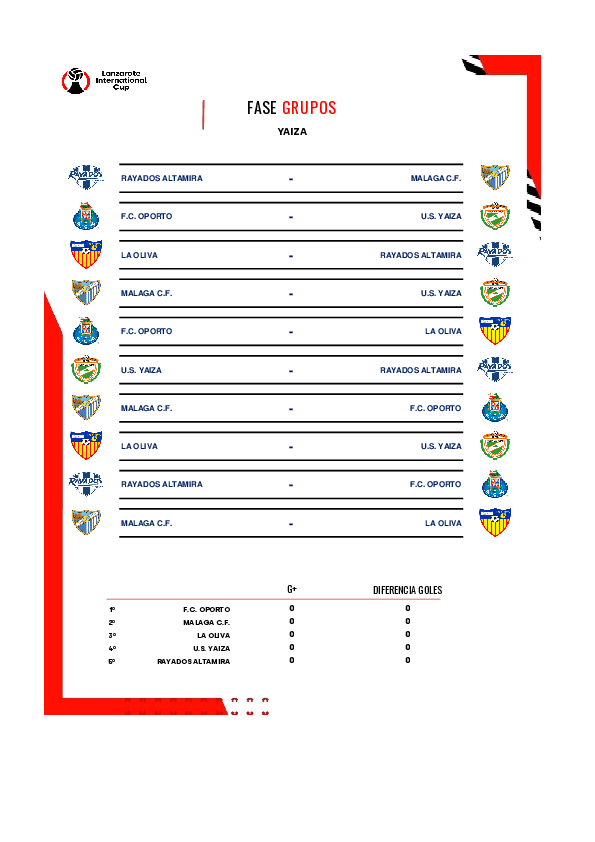 Lanzarote
International
Cup
FASE GRUPOS
YAIZA
RAYADOS ALTAMIRA - MALAGA C.F.
F.C. OPORTO - U.S. YAIZA
LA OLIVA - RAYADOS ALTAMIRA
MALAGA C.F. - U.S. YAIZA
F.C. OPORTO - LA OLIVA
U.S. YAIZA - RAYADOS ALTAMIRA
MALAGA C.F. - F.C. OPORTO
LA OLIVA - U.S. YAIZA
RAYADOS ALTAMIRA - F.C. OPORTO
MALAGA C.F. - LA OLIVA
G+ DIFERENCIA GOLES
1º F.C. OPORTO 0 0
2º MALAGA C.F. 0 0
3º LA OLIVA 0 0
4º U.S. YAIZA 0 0
5º RAYADOS ALTAMIRA 0 0